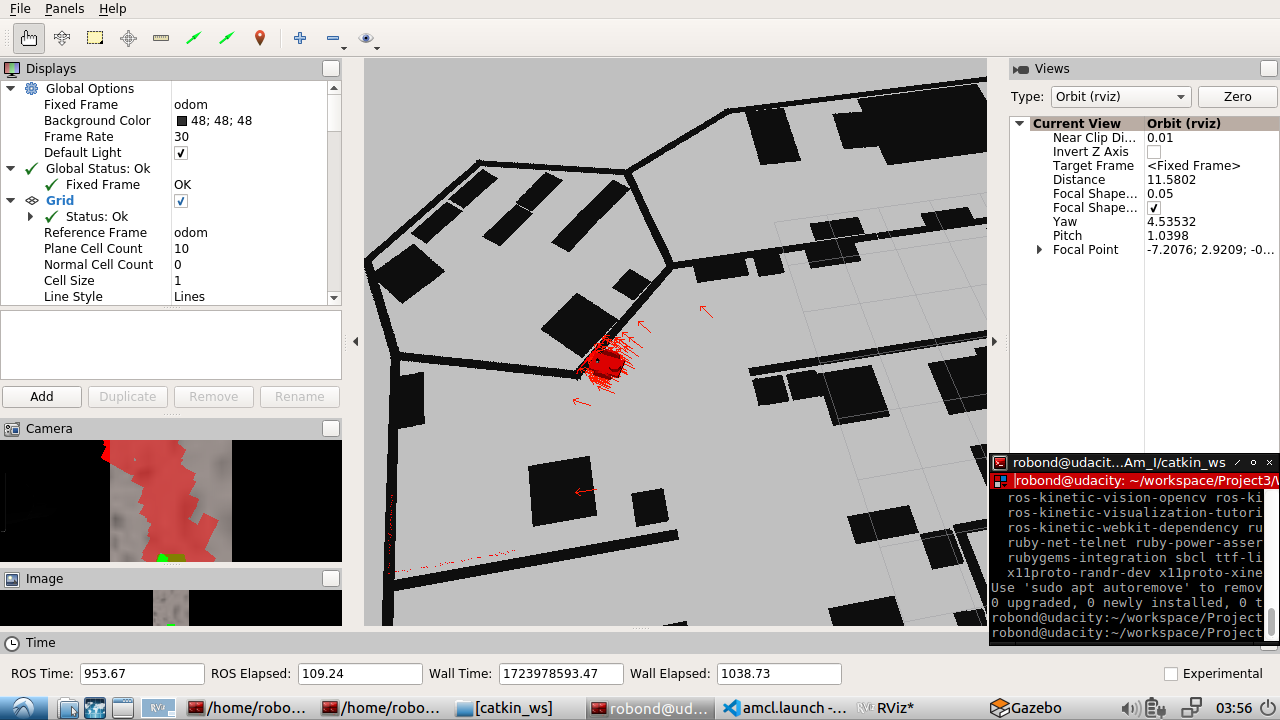 File Panels Help
Displays
Global Options
Fixed Frame odom
Background Color 48; 48; 48
Frame Rate 30
Default Light
Global Status: Ok
Fixed Frame OK
Grid
Status: Ok
Reference Frame odom
Plane Cell Count 10
Normal Cell Count 0
Cell Size 1
Line Style Lines
Add Duplicate Remove Rename
Camera
Image
Views
Type: Orbit (rviz) Zero
Current View Orbit (rviz)
Near Clip Di... 0.01
Invert Z Axis
Target Frame <Fixed Frame>
Distance 11.5802
Focal Shape... 0.05
Focal Shape...
Yaw 4.53532
Pitch 1.0398
Focal Point -7.2076; 2.9209; -0...
robond@udacit...Am_I/catkin_ws
robond@udacity: ~/workspace/Project3/
ros-kinetic-vision-opencv ros-ki
ros-kinetic-visualization-tutori
ros-kinetic-webkit-dependency ru
ruby-net-telnet ruby-power-asser
rubygems-integration sbcl ttf-li
x11proto-randr-dev x11proto-xine
Use 'sudo apt autoremove' to remov
0 upgraded, 0 newly installed, 0 t
robond@udacity:~/workspace/Project
robond@udacity:~/workspace/Project
Time
ROS Time: 953.67 ROS Elapsed: 109.24 Wall Time: 1723978593.47 Wall Elapsed: 1038.73 Experimental
RViz /home/robo... /home/robo... [catkin_ws] robond@ud... amcl.launch -... RViz RViz* Gazebo 03:56